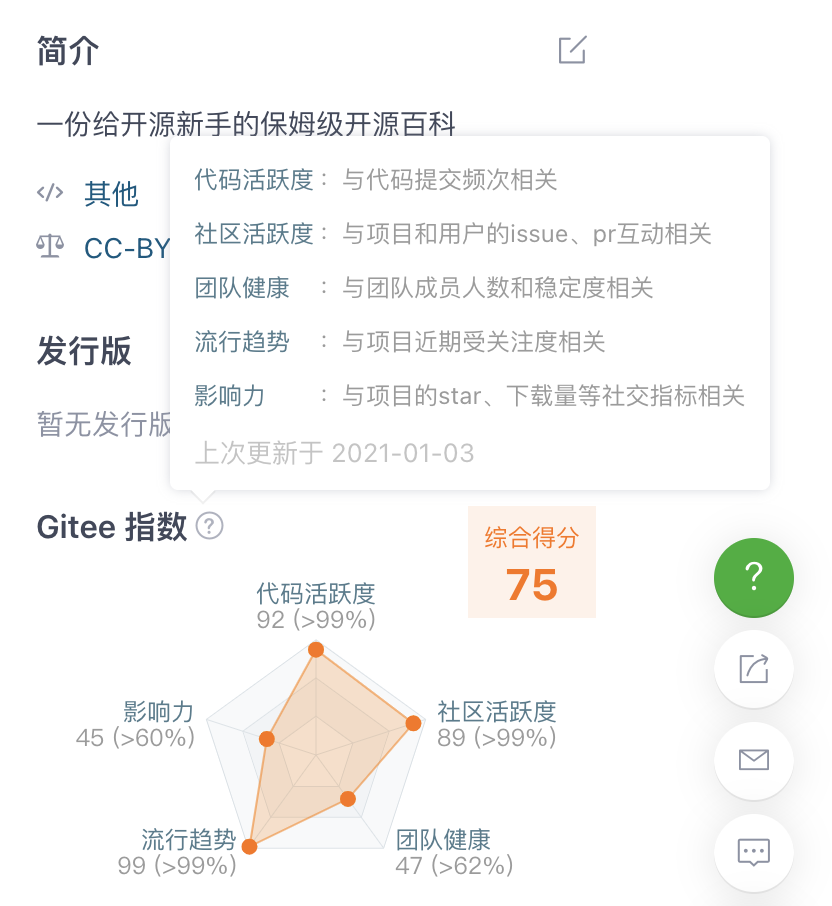 简介
一份给开源新手的保姆级开源百科
其他
CC-BY
代码活跃度： 与代码提交频次相关
社区活跃度： 与项目和用户的issue、pr互动相关
团队健康 ： 与团队成员人数和稳定度相关
流行趋势 ： 与项目近期受关注度相关
影响力 ： 与项目的star、下载量等社交指标相关
上次更新于 2021-01-03
发行版
暂无发行版
Gitee 指数 ?
综合得分
75
?
代码活跃度
92 (>99%)
影响力
45 (>60%)
社区活跃度
89 (>99%)
流行趋势
99 (>99%)
团队健康
47 (>62%)